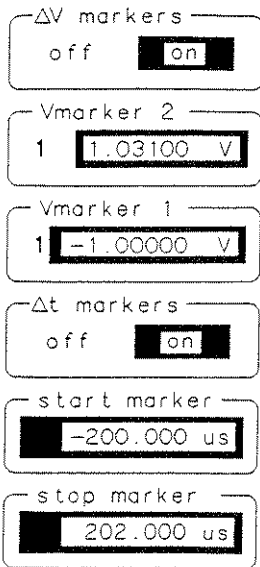 ΔV markers
off on
Vmarker 2
1 1.03100 V
Vmarker 1
1 -1.00000 V
Δt markers
off on
start marker
-200.000 us
stop marker
202.000 us